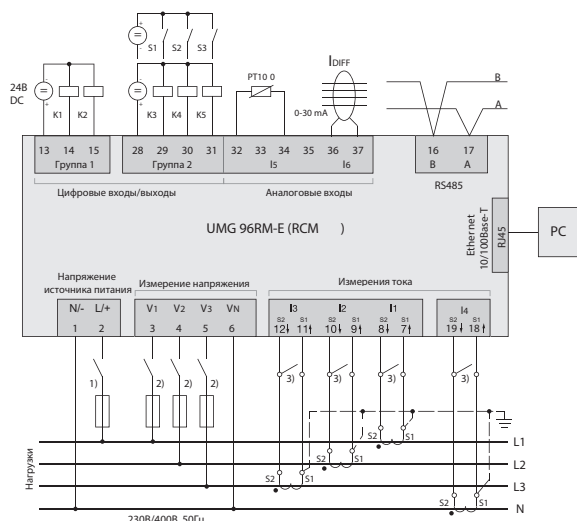 S1 S2 S3
IDIFF
PT10 0
24В
DC
K1 K2
K3 K4 K5
0-30 mA
B
A
13 14 15
28 29 30 31
32 33 34 35 36 37
16 17
Группа 1
Группа 2
I5
I6
B A
Цифровые входы/выходы
Аналоговые входы
RS485
UMG 96RM-E (RCM )
Ethernet
10/100Base-T
RJ45
PC
Напряжение
источника питания
Измерение напряжения
Измерения тока
N/- L/+
V1 V2 V3 VN
I3 I2 I1
I4
S2 S1 S2 S1 S2 S1
S2 S1
1 2
3 4 5 6
12 11 10 9 8 7
19 18
1)
2) 2) 2)
3) 3) 3) 3)
Нагрузки
S2 S1
L1
S2 S1
L2
S2 S1
L3
S2 S1
N
230В/400В 50Гц